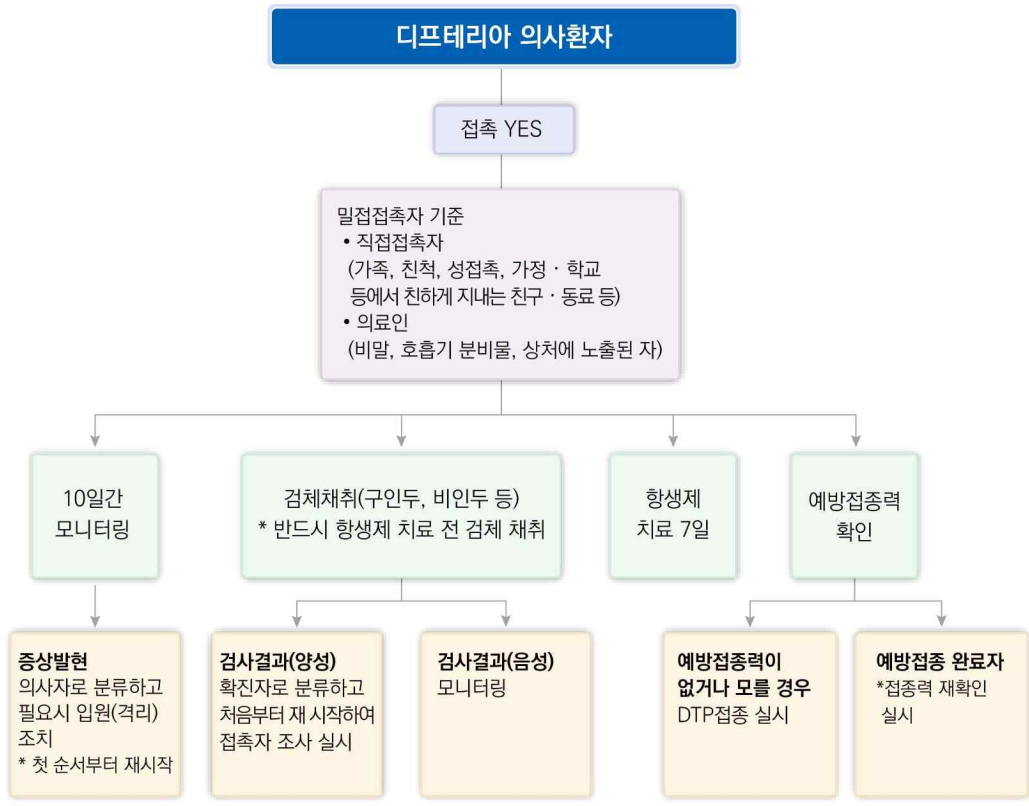 디프테리아 의사환자
접촉 YES
밀접접촉자 기준
• 직접접촉자
(가족, 친척, 성접촉, 가정 · 학교
등에서 친하게 지내는 친구 · 동료 등)
• 의료인
(비말, 호흡기 분비물, 상처에 노출된 자)
10일간
모니터링
검체채취(구인두, 비인두 등)
* 반드시 항생제 치료 전 검체 채취
항생제
치료 7일
예방접종력
확인
증상발현
의사자로 분류하고
필요시 입원(격리)
조치
* 첫 순서부터 재시작
검사결과(양성)
확진자로 분류하고
처음부터 재 시작하여
접촉자 조사 실시
검사결과(음성)
모니터링
예방접종력이
없거나 모를 경우
DTP접종 실시
예방접종 완료자
*접종력 재확인
실시